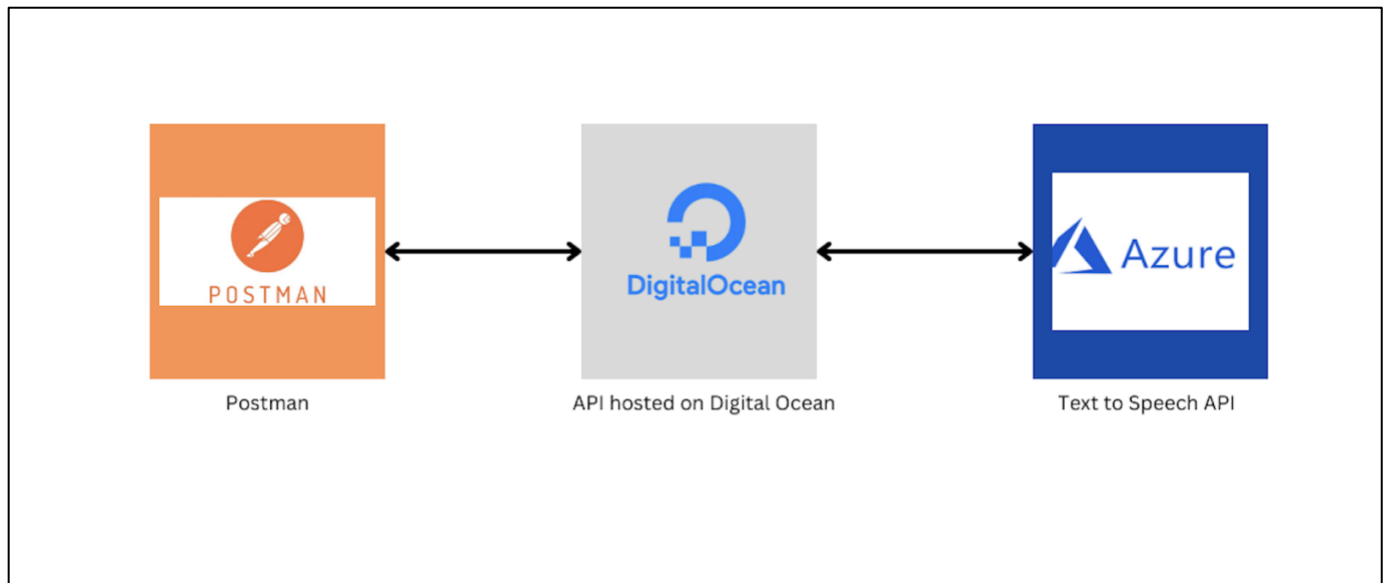 POSTMAN
DigitalOcean
Azure
Postman
API hosted on Digital Ocean
Text to Speech API